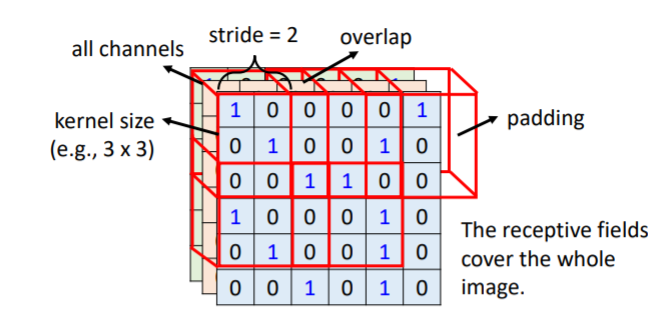 stride = 2
overlap
all channels
kernel size
(e.g., 3 x 3)
padding
1 0 0 0 0 1
0 1 0 0 1 0
0 0 1 1 0 0
1 0 0 0 1 0
0 1 0 0 1 0
0 0 1 0 1 0
The receptive fields
cover the whole
image.